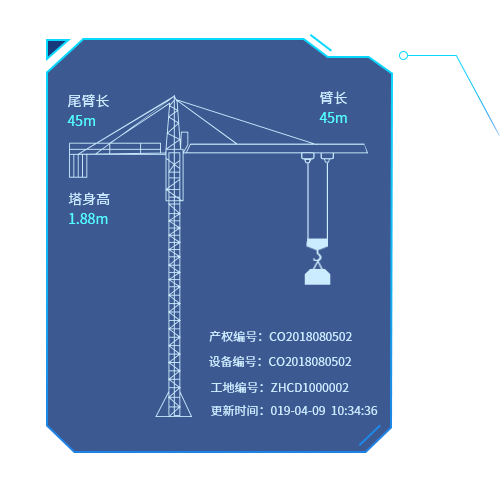 尾臂长
45m
臂长
45m
塔身高
1.88m
产权编号：CO2018080502
设备编号：CO2018080502
工地编号：ZHCD1000002
更新时间：019-04-09 10:34:36